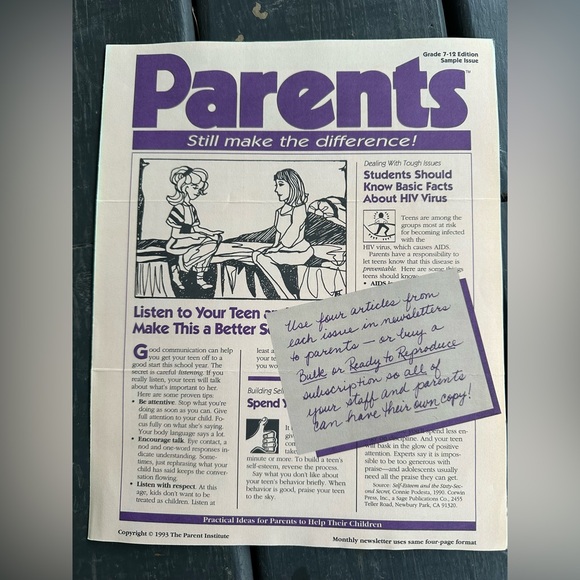 Grade 7-12 Edition
Sample Issue
Parents™
Still make the difference!
Listen to Your Teen
Make This a Better
Good communication can help
you get your teen off to a
good start this school year. The
secret is careful listening. If you
really listen, your teen will talk
about what's important to her.
Here are some proven tips:
• Be attentive. Stop what you're
doing as soon as you can. Give
full attention to your child. Fo-
cus fully on what she's saying.
Your body language says a lot.
• Encourage talk. Eye contact, a
nod and one-word responses in-
dicate understanding. Some-
times, just rephrasing what your
child has said keeps the conver-
sation flowing.
• Listen with respect. At this
age, kids don't want to be
treated as children. Listen at
least a
your te
you wo
Building Sel
Spend
It
gi
con
take
minute or more. To build a teen's
self-esteem, reverse the process.
Say what you don't like about
your teen's behavior briefly. When
behavior is good, praise your teen
to the sky.
Dealing With Tough Issues
Students Should
Know Basic Facts
About HIV Virus
Teens are among the
groups most at risk
for becoming infected
with the
HIV virus, which causes AIDS.
Parents have a responsibility to
let teens know that this disease is
preventable. Here are some things
teens should know:
Use four articles from
each issue in newsletters
to parents — or buy a
Bulk or Ready to Reproduce
subscription so all of
your staff and parents
can have their own copy!
spend less en-
discipline. And your teen
will bask in the glow of positive
attention. Experts say it is impos-
sible to be too generous with
praise—and adolescents usually
need all the praise they can get.
Source: Self-Esteem and the Sixty-Sec-
ond Second, Connie Podesta, 1990. Corwin
Press, Inc., a Sage Publications Co., 2455
Teller Road, Newbury Park, CA 91320.
Practical Ideas for Parents to Help Their Children
Copyright © 1993 The Parent Institute
Monthly newsletter uses same four-page format